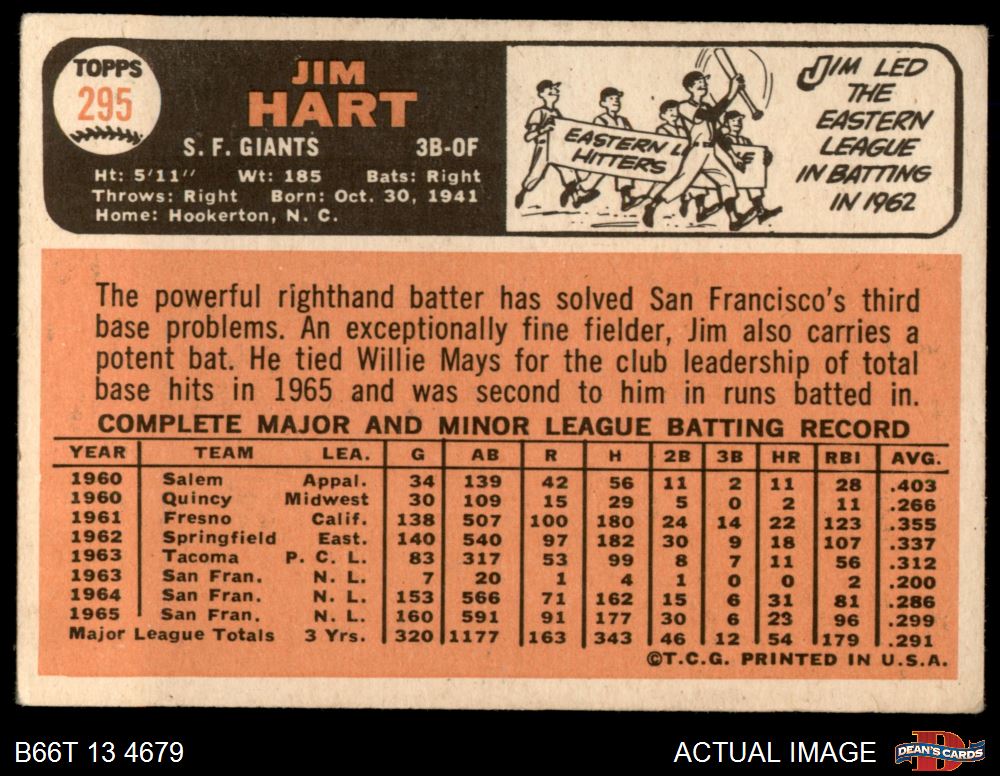 TOPPS
295
JIM
HART
S. F. GIANTS 3B-OF
Ht: 5'11'' Wt: 185 Bats: Right
Throws: Right Born: Oct. 30, 1941
Home: Hookerton, N. C.
EASTERN L E
HITTERS
JIM LED
THE
EASTERN
LEAGUE
IN BATTING
IN 1962
The powerful righthand batter has solved San Francisco's third
base problems. An exceptionally fine fielder, Jim also carries a
potent bat. He tied Willie Mays for the club leadership of total
base hits in 1965 and was second to him in runs batted in.
COMPLETE MAJOR AND MINOR LEAGUE BATTING RECORD
YEAR TEAM LEA. G AB R H 2B 3B HR RBI AVG.
1960 Salem Appal. 34 139 42 56 11 2 11 28 .403
1960 Quincy Midwest 30 109 15 29 5 0 2 11 .266
1961 Fresno Calif. 138 507 100 180 24 14 22 123 .355
1962 Springfield East. 140 540 97 182 30 9 18 107 .337
1963 Tacoma P. C. L. 83 317 53 99 8 7 11 56 .312
1963 San Fran. N. L. 7 20 1 4 1 0 0 2 .200
1964 San Fran. N. L. 153 566 71 162 15 6 31 81 .286
1965 San Fran. N. L. 160 591 91 177 30 6 23 96 .299
Major League Totals 3 Yrs. 320 1177 163 343 46 12 54 179 .291
©T.C.G. PRINTED IN U.S.A.
B66T 13 4679 ACTUAL IMAGE D DEAN'S CARDS